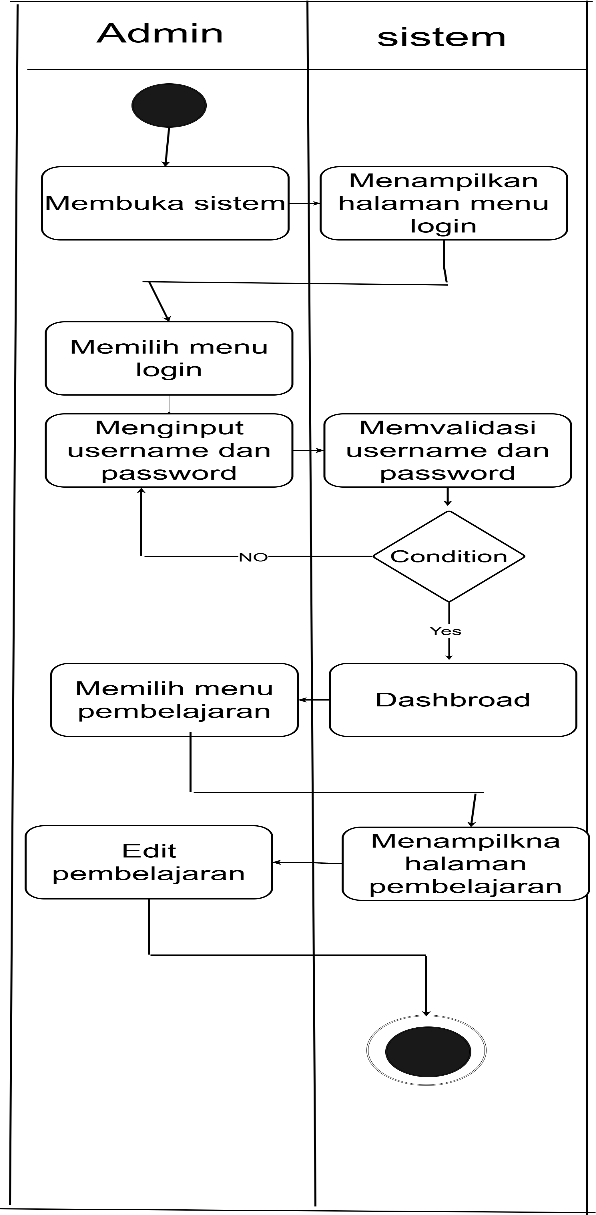 Admin
sistem
Membuka sistem
Menampilkan
halaman menu
login
Memilih menu
login
Menginput
username dan
password
Memvalidasi
username dan
password
Condition
NO
Yes
Dashbroad
Memilih menu
pembelajaran
Menampilkna
halaman
pembelajaran
Edit
pembelajaran